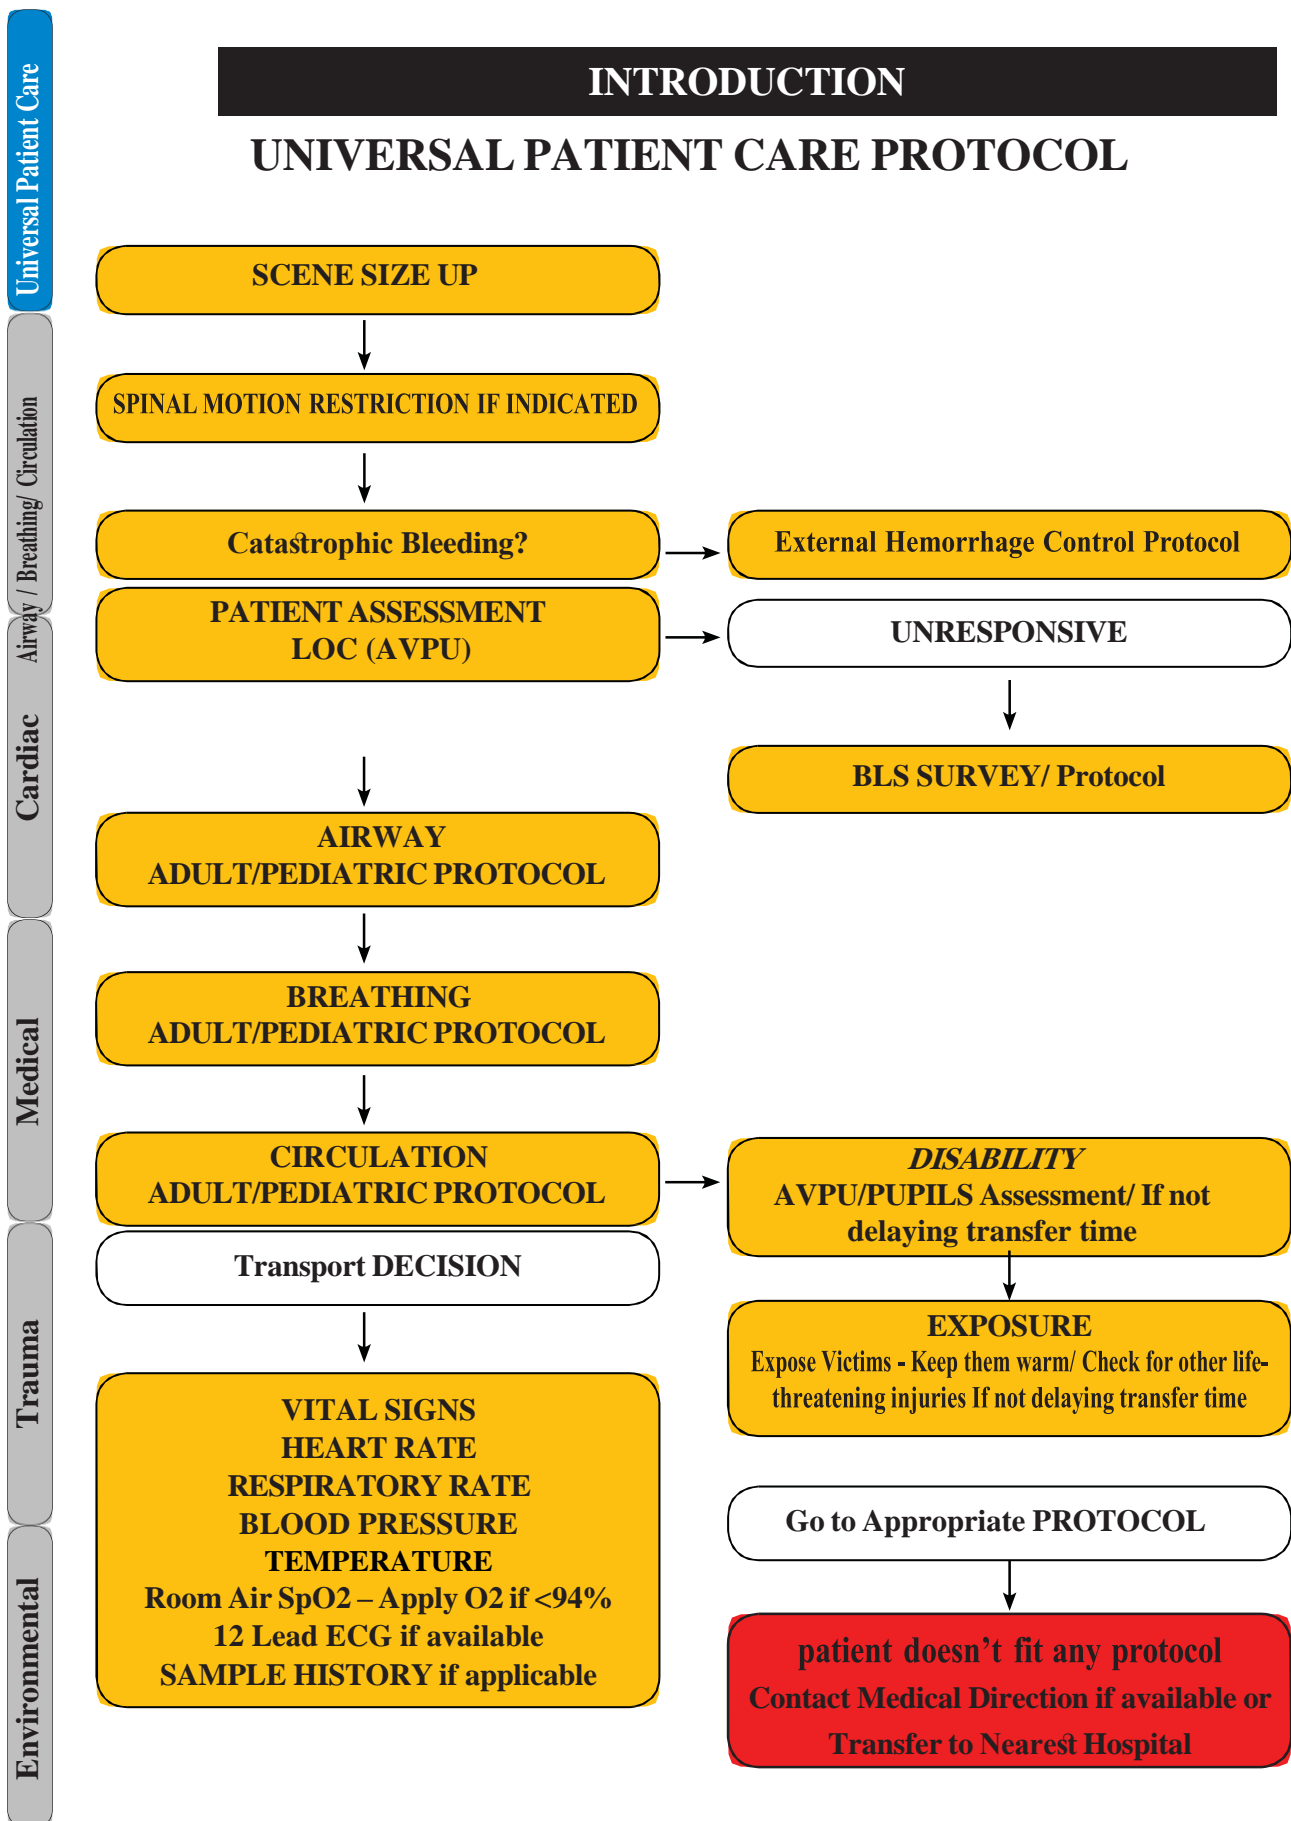 INTRODUCTION
UNIVERSAL PATIENT CARE PROTOCOL
Universal Patient Care
Airway / Breathing/ Circulation
Cardiac
Medical
Trauma
Environmental
SCENE SIZE UP
SPINAL MOTION RESTRICTION IF INDICATED
Catastrophic Bleeding?
External Hemorrhage Control Protocol
PATIENT ASSESSMENT
LOC (AVPU)
UNRESPONSIVE
BLS SURVEY/ Protocol
AIRWAY
ADULT/PEDIATRIC PROTOCOL
BREATHING
ADULT/PEDIATRIC PROTOCOL
CIRCULATION
ADULT/PEDIATRIC PROTOCOL
DISABILITY
AVPU/PUPILS Assessment/ If not
delaying transfer time
Transport DECISION
EXPOSURE
Expose Victims - Keep them warm/ Check for other life-
threatening injuries If not delaying transfer time
VITAL SIGNS
HEART RATE
RESPIRATORY RATE
BLOOD PRESSURE
TEMPERATURE
Room Air SpO2 – Apply O2 if <94%
12 Lead ECG if available
SAMPLE HISTORY if applicable
Go to Appropriate PROTOCOL
patient doesn’t fit any protocol
Contact Medical Direction if available or
Transfer to Nearest Hospital